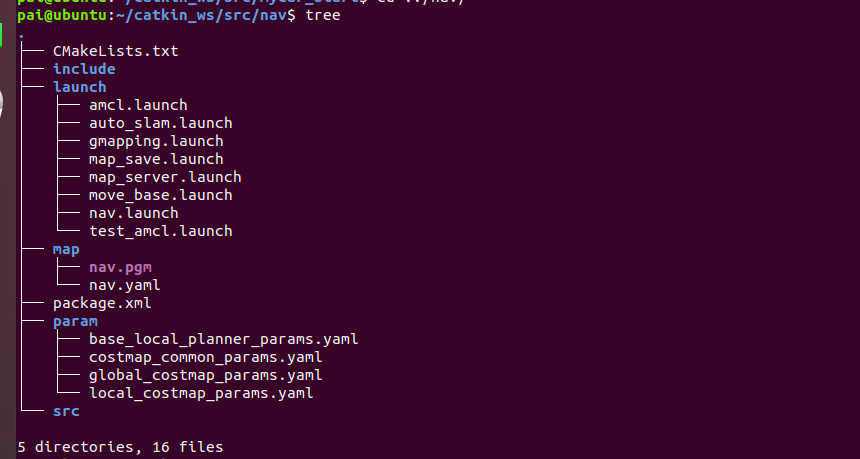 pai@ubuntu:~/catkin_ws/src/nav$ tree
.
├── CMakeLists.txt
├── include
├── launch
│   ├── amcl.launch
│   ├── auto_slam.launch
│   ├── gmapping.launch
│   ├── map_save.launch
│   ├── map_server.launch
│   ├── move_base.launch
│   ├── nav.launch
│   └── test_amcl.launch
├── map
│   ├── nav.pgm
│   └── nav.yaml
├── package.xml
├── param
│   ├── base_local_planner_params.yaml
│   ├── costmap_common_params.yaml
│   ├── global_costmap_params.yaml
│   └── local_costmap_params.yaml
└── src
5 directories, 16 files